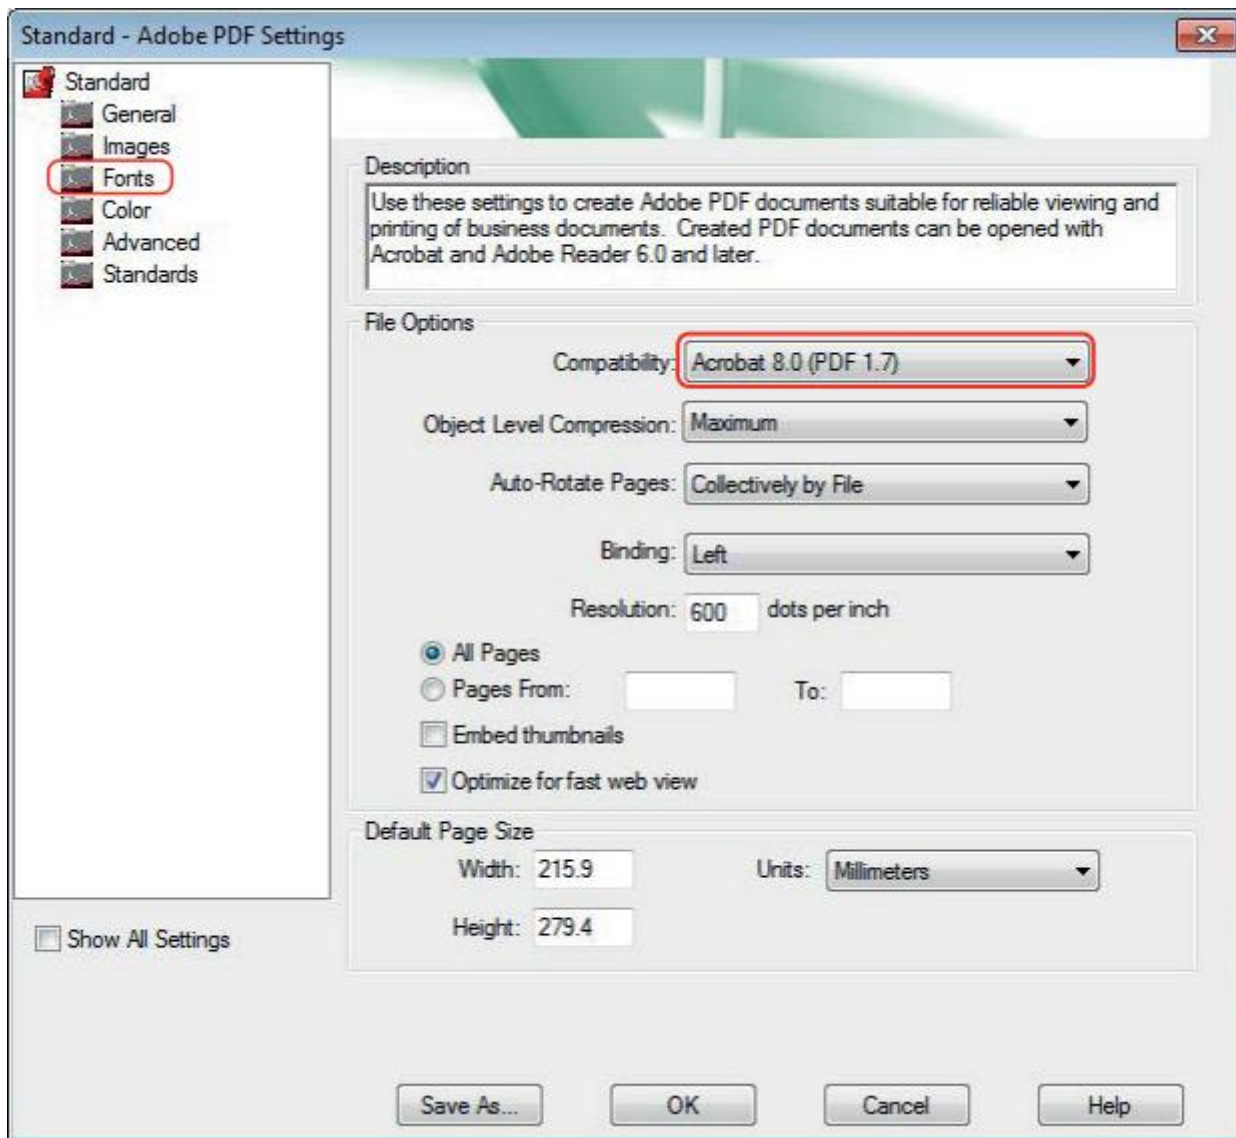 Standard - Adobe PDF Settings
Standard
General
Images
Fonts
Color
Advanced
Standards
Show All Settings
Description
Use these settings to create Adobe PDF documents suitable for reliable viewing and
printing of business documents.  Created PDF documents can be opened with
Acrobat and Adobe Reader 6.0 and later.
File Options
Compatibility: Acrobat 8.0 (PDF 1.7)
Object Level Compression: Maximum
Auto-Rotate Pages: Collectively by File
Binding: Left
Resolution: 600 dots per inch
All Pages
Pages From: To:
Embed thumbnails
Optimize for fast web view
Default Page Size
Width: 215.9 Units: Millimeters
Height: 279.4
Save As... OK Cancel Help